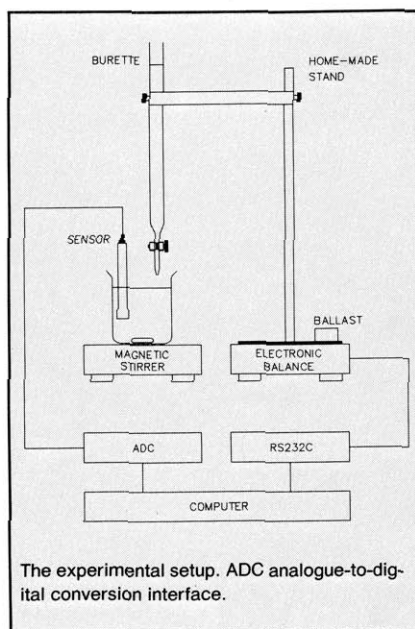 BURETTE
HOME-MADE
STAND
SENSOR
BALLAST
MAGNETIC
STIRRER
ELECTRONIC
BALANCE
ADC
RS232C
COMPUTER
The experimental setup. ADC analogue-to-dig-
ital conversion interface.